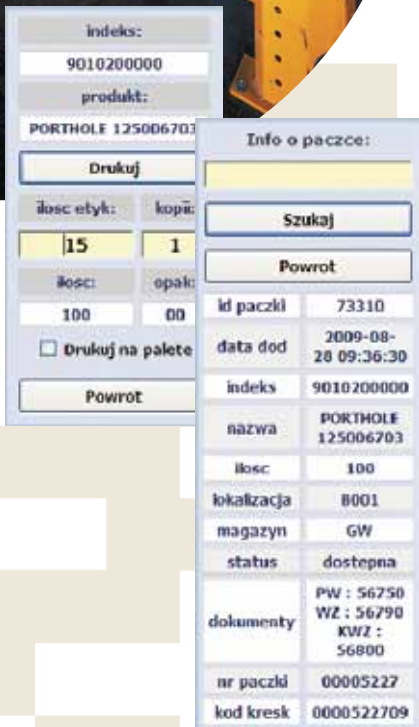 indeks:
9010200000
produkt:
PORTHOLE 125006703
Drukuj
ilosc etyk: kopii:
15 1
ilosc: opak:
100 00
Drukuj na palete
Powrot
Info o paczce:
Szukaj
Powrot
id paczki 73310
data dod 2009-08-
28 09:36:30
indeks 9010200000
nazwa PORTHOLE
125006703
ilosc 100
lokalizacja B001
magazyn GW
status dostepna
dokumenty PW : 56750
WZ : 56790
KWZ :
56800
nr paczki 00005227
kod kresk 0000522709